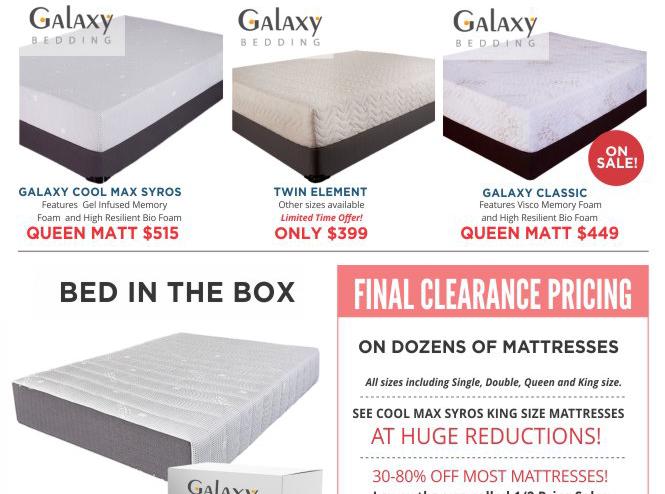 Galaxy
BEDDING
Galaxy
BEDDING
Galaxy
BEDDING
ON
SALE!
GALAXY COOL MAX SYROS
Features Gel Infused Memory
Foam and High Resilient Bio Foam
QUEEN MATT $515
TWIN ELEMENT
Other sizes available
Limited Time Offer!
ONLY $399
GALAXY CLASSIC
Features Visco Memory Foam
and High Resilient Bio Foam
QUEEN MATT $449
BED IN THE BOX
Galaxy
FINAL CLEARANCE PRICING
ON DOZENS OF MATTRESSES
All sizes including Single, Double, Queen and King size.
SEE COOL MAX SYROS KING SIZE MATTRESSES
AT HUGE REDUCTIONS!
30-80% OFF MOST MATTRESSES!